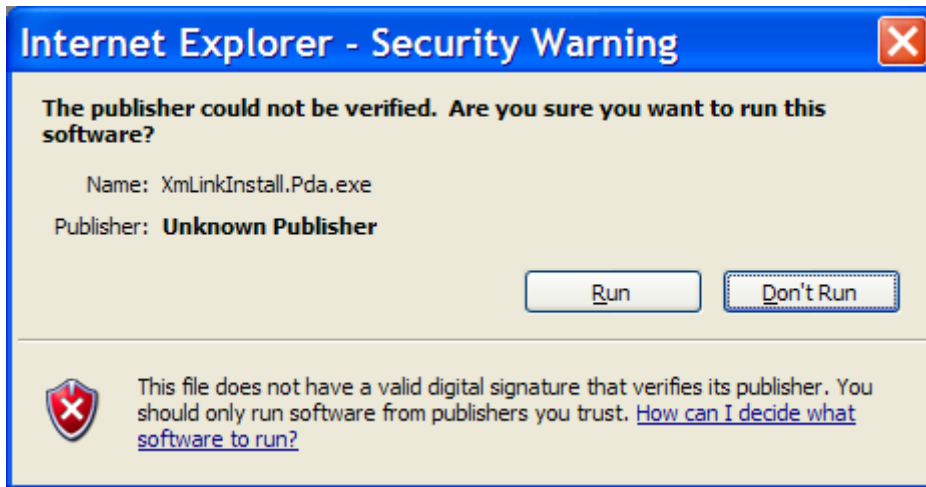 Internet Explorer - Security Warning
The publisher could not be verified.  Are you sure you want to run this
software?
Name: XmLinkInstall.Pda.exe
Publisher: Unknown Publisher
Run
Don't Run
This file does not have a valid digital signature that verifies its publisher. You
should only run software from publishers you trust. How can I decide what
software to run?